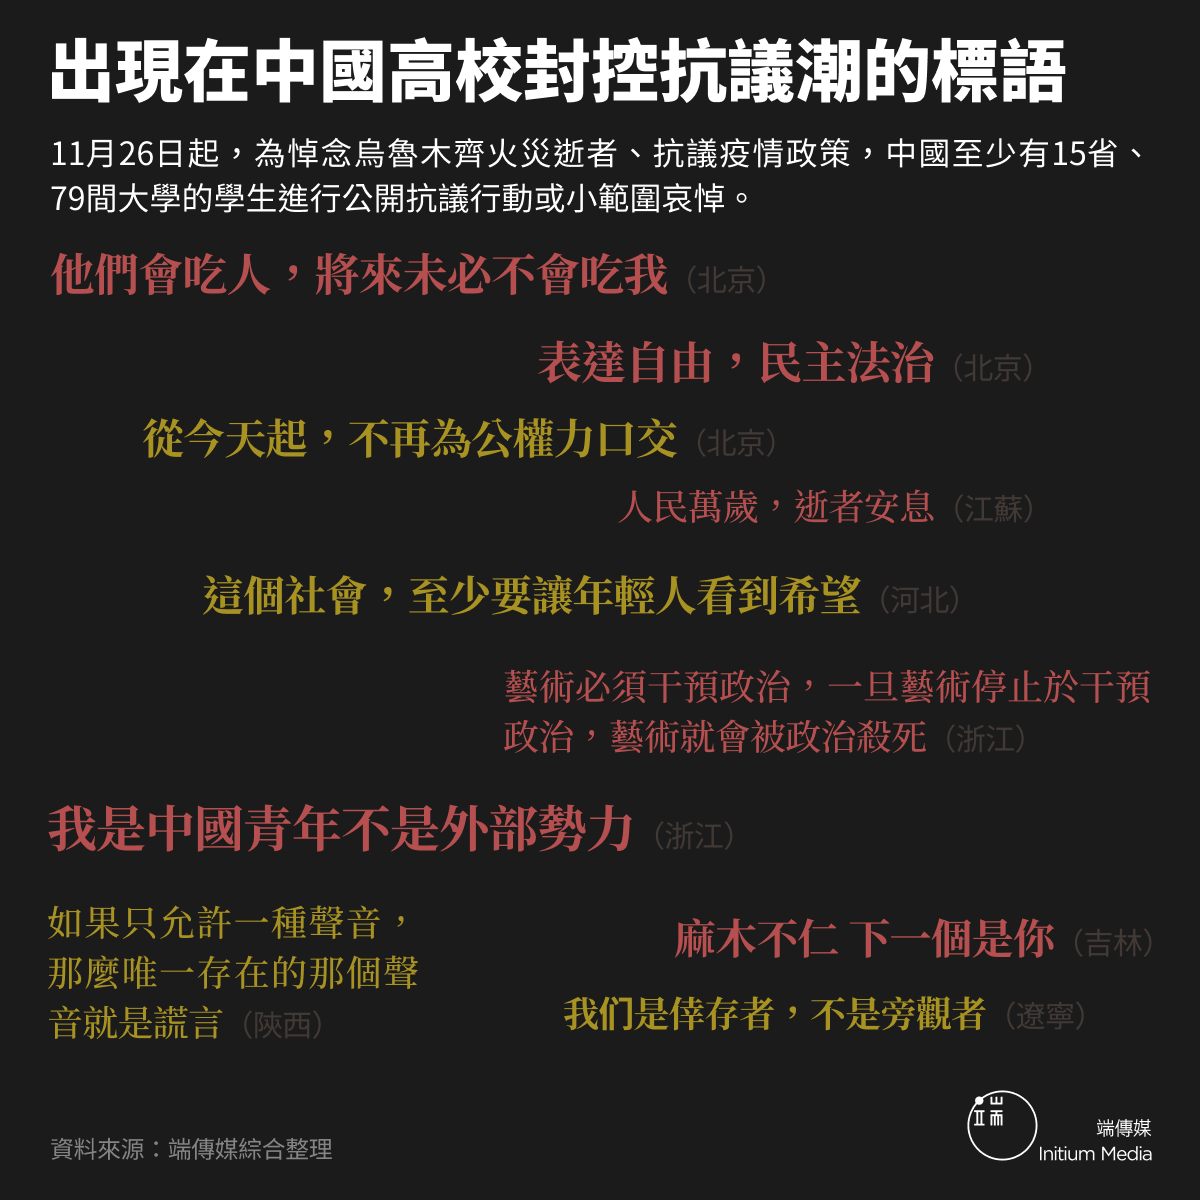 出現在中國高校封控抗議潮的標語
11月26日起，為悼念烏魯木齊火災逝者、抗議疫情政策，中國至少有15省、
79間大學的學生進行公開抗議行動或小範圍哀悼。
他們會吃人，將來未必不會吃我（北京）
表達自由，民主法治（北京）
從今天起，不再為公權力口交（北京）
人民萬歲，逝者安息（江蘇）
這個社會，至少要讓年輕人看到希望（河北）
藝術必須干預政治，一旦藝術停止於干預
政治，藝術就會被政治殺死（浙江）
我是中國青年不是外部勢力（浙江）
如果只允許一種聲音，
那麼唯一存在的那個聲
音就是謊言（陝西）
麻木不仁 下一個是你（吉林）
我们是倖存者，不是旁觀者（遼寧）
資料來源：端傳媒綜合整理
端
端傳媒
Initium Media